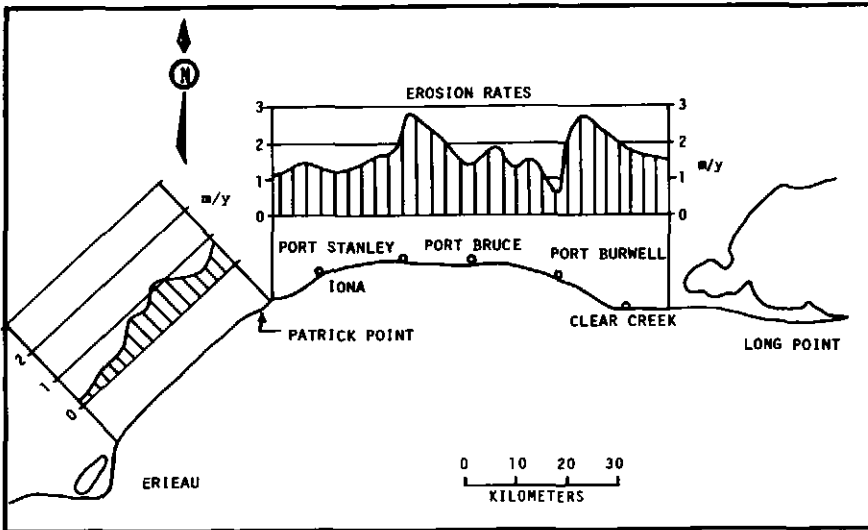 N
EROSION RATES
3
2
1
0
3
2
1
0
m/y
m/y
2
1
0
PORT STANLEY
PORT BRUCE
PORT BURWELL
IONA
PATRICK POINT
CLEAR CREEK
LONG POINT
ERIEAU
0 10 20 30
KILOMETERS